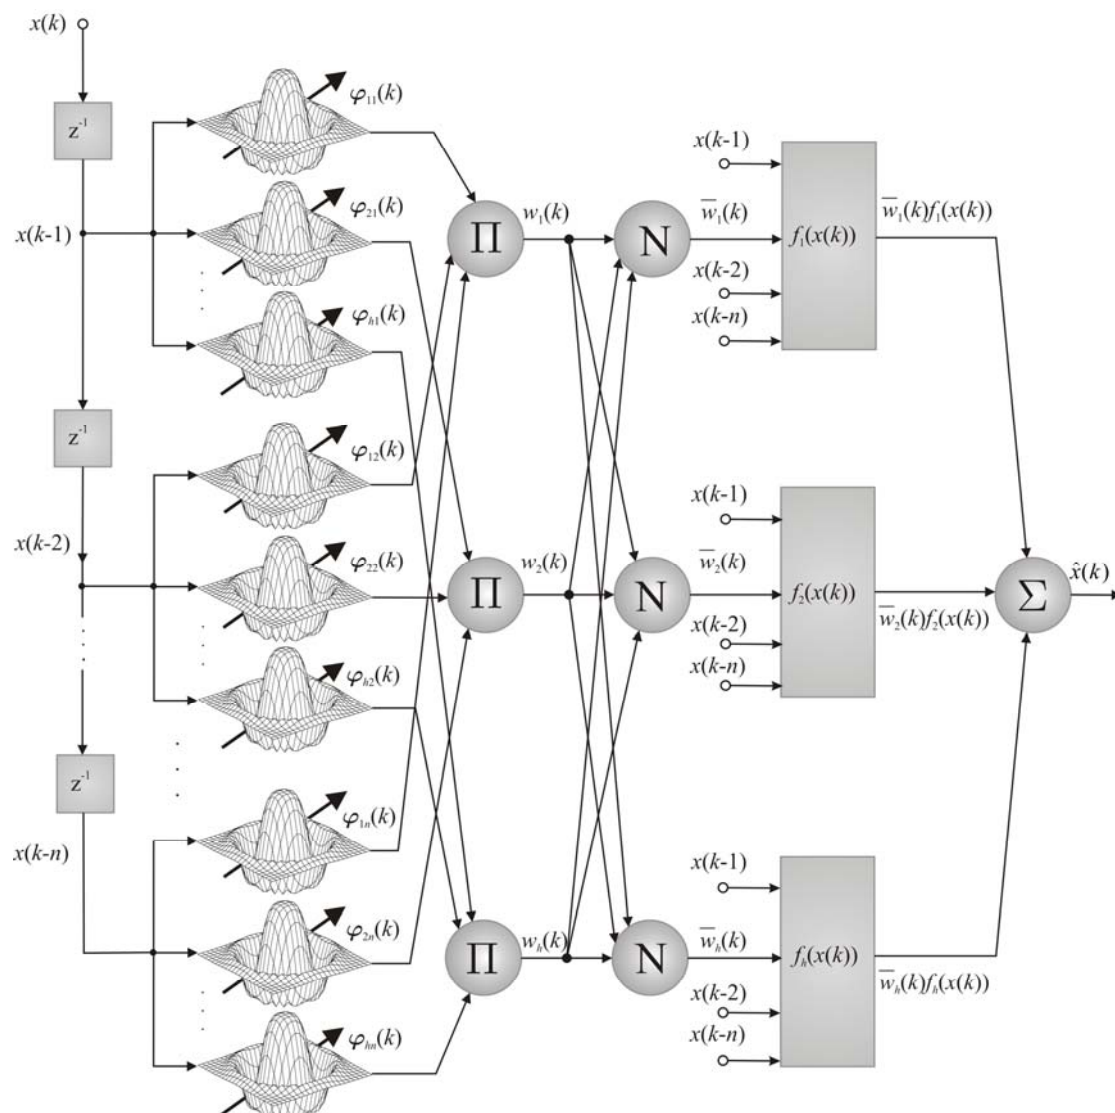 x(k)
z⁻¹
x(k-1)
z⁻¹
x(k-2)
z⁻¹
x(k-n)
φ₁₁(k)
φ₂₁(k)
φₕ₁(k)
φ₁₂(k)
φ₂₂(k)
φₕ₂(k)
φ₁ₙ(k)
φ₂ₙ(k)
φₕₙ(k)
Π
w₁(k)
N
w̅₁(k)
x(k-1)
x(k-2)
x(k-n)
f₁(x(k))
w̅₁(k)f₁(x(k))
Π
w₂(k)
N
w̅₂(k)
x(k-1)
x(k-2)
x(k-n)
f₂(x(k))
w̅₂(k)f₂(x(k))
Π
wₕ(k)
N
w̅ₕ(k)
x(k-1)
x(k-2)
x(k-n)
fₕ(x(k))
w̅ₕ(k)fₕ(x(k))
Σ
x̂(k)